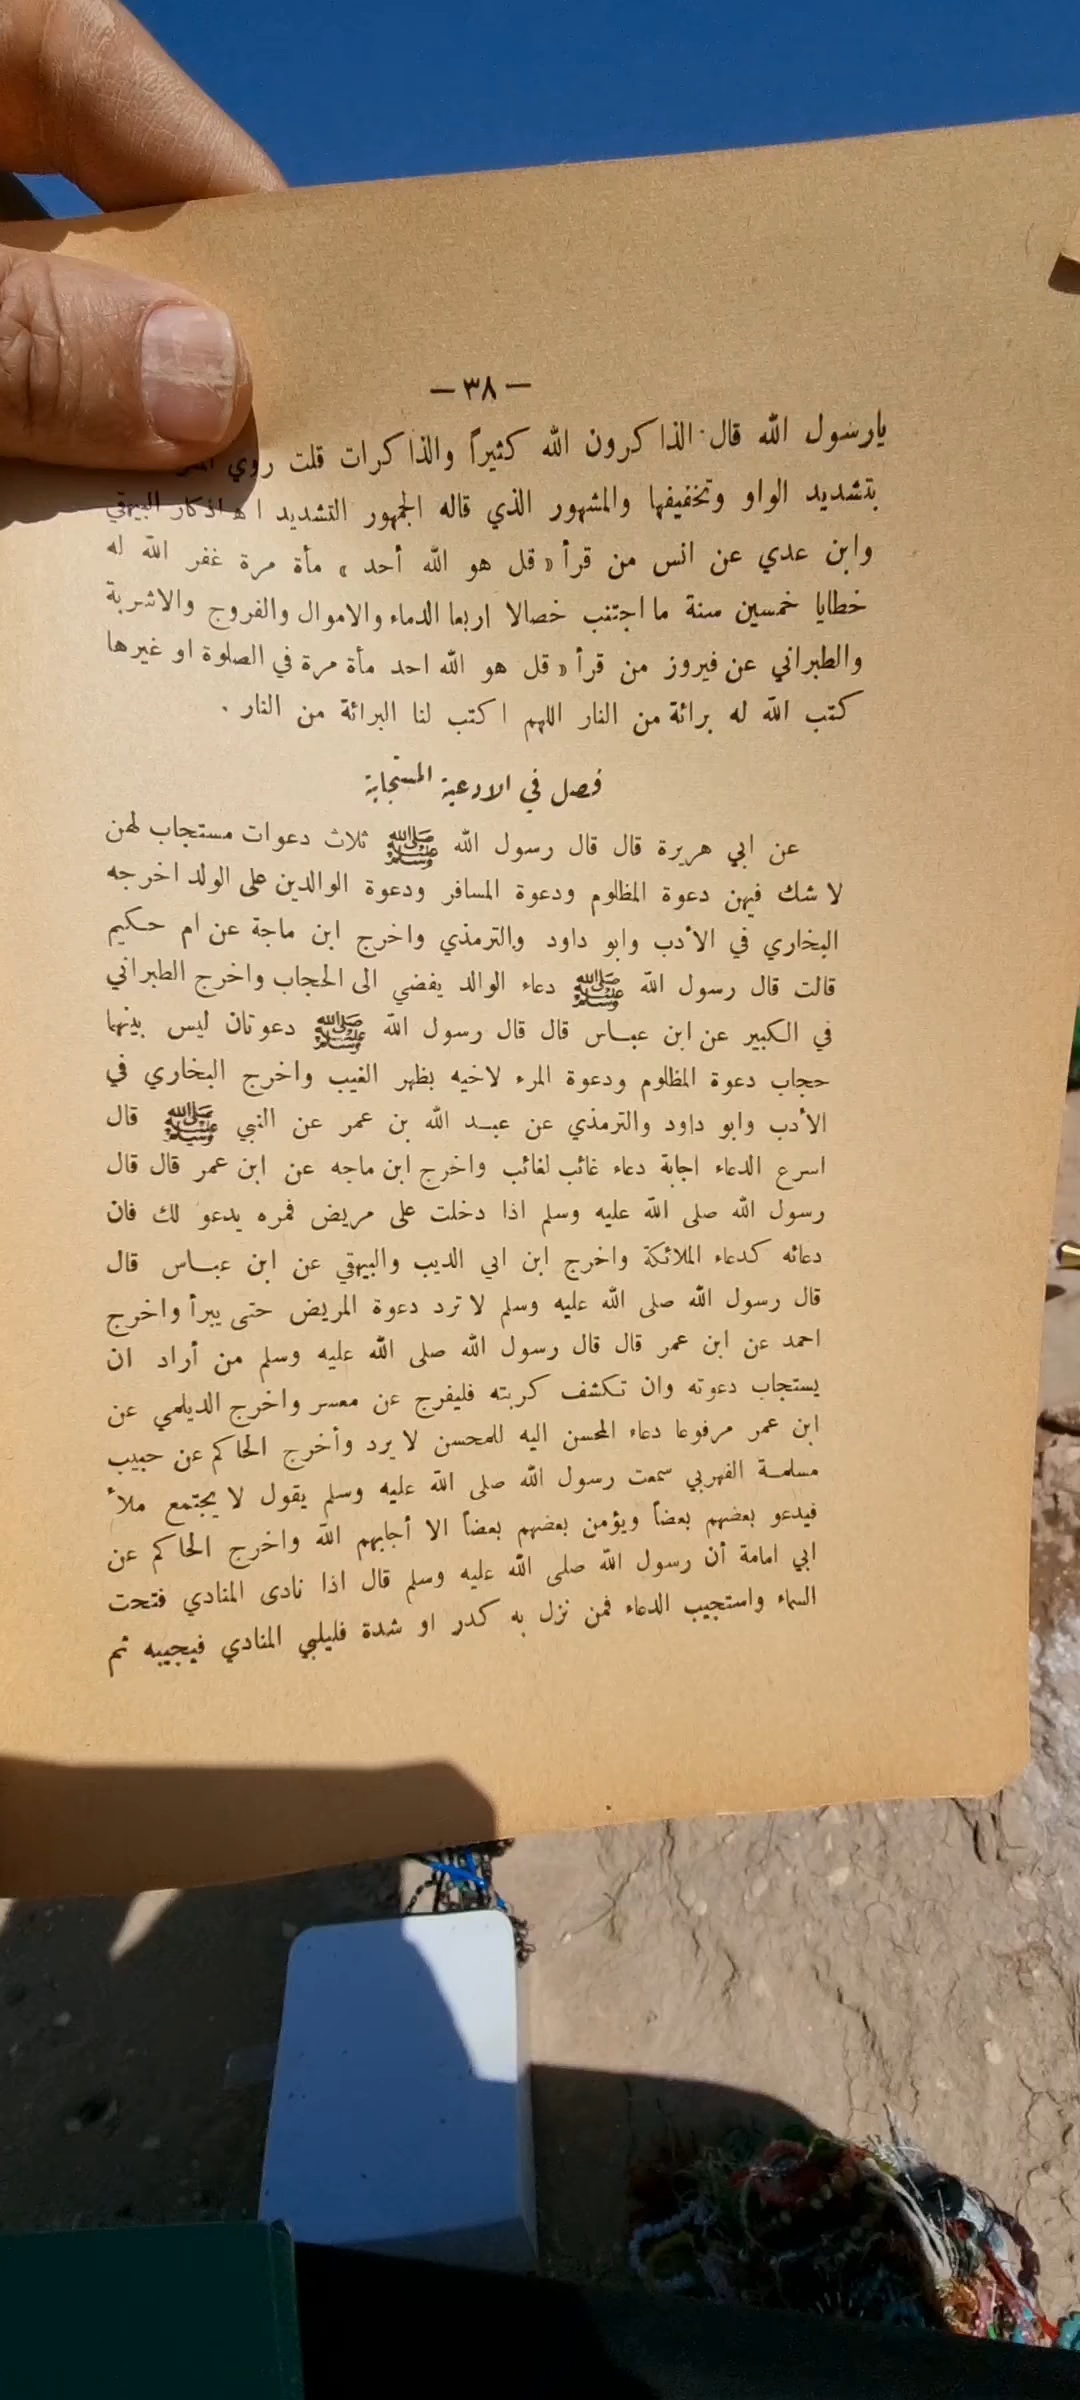 — ٣٨ —
يارسول الله قال الذاكرون الله كثيراً والذاكرات قلت روي
بتشديد الواو وتخفيفها والمشهور الذي قاله الجمهور التشديد اه اذكار البيهقي
وابن عدي عن انس من قرأ « قل هو الله أحد » مأة مرة غفر الله له
خطايا خمسين سنة ما اجتنب خصالا اربعا الدماء والاموال والفروج والاشربة
والطبراني عن فيروز من قرأ « قل هو الله احد مأة مرة في الصلوة او غيرها
كتب الله له برائة من النار اللهم اكتب لنا البرائة من النار .
فصل في الادعية المستجابة
عن ابي هريرة قال قال رسول الله ﷺ ثلاث دعوات مستجاب لهن
لا شك فيهن دعوة المظلوم ودعوة المسافر ودعوة الوالدين على الولد اخرجه
البخاري في الأدب وابو داود والترمذي واخرج ابن ماجة عن ام حكيم
قالت قال رسول الله ﷺ دعاء الوالد يفضي الى الحجاب واخرج الطبراني
في الكبير عن ابن عباس قال قال رسول الله ﷺ دعوتان ليس بينهما
حجاب دعوة المظلوم ودعوة المرء لاخيه بظهر الغيب واخرج البخاري في
الأدب وابو داود والترمذي عن عبد الله بن عمر عن النبي ﷺ قال
اسرع الدعاء اجابة دعاء غائب لغائب واخرج ابن ماجه عن ابن عمر قال قال
رسول الله صلى الله عليه وسلم اذا دخلت على مريض فمره يدعو لك فان
دعائه كدعاء الملائكة واخرج ابن ابي الديب والبيهقي عن ابن عباس قال
قال رسول الله صلى الله عليه وسلم لا ترد دعوة المريض حتى يبرأ واخرج
احمد عن ابن عمر قال قال رسول الله صلى الله عليه وسلم من أراد ان
يستجاب دعوته وان تكشف كربته فليفرج عن معسر واخرج الديلمي عن
ابن عمر مرفوعا دعاء المحسن اليه للمحسن لا يرد وأخرج الحاكم عن حبيب
مسلمة الفهربي سمعت رسول الله صلى الله عليه وسلم يقول لا يجتمع ملأ
فيدعو بعضهم بعضاً ويؤمن بعضهم بعضاً الا أجابهم الله واخرج الحاكم عن
ابي امامة أن رسول الله صلى الله عليه وسلم قال اذا نادى المنادي فتحت
السماء واستجيب الدعاء فمن نزل به كدر او شدة فليلبي المنادي فيجيبه ثم